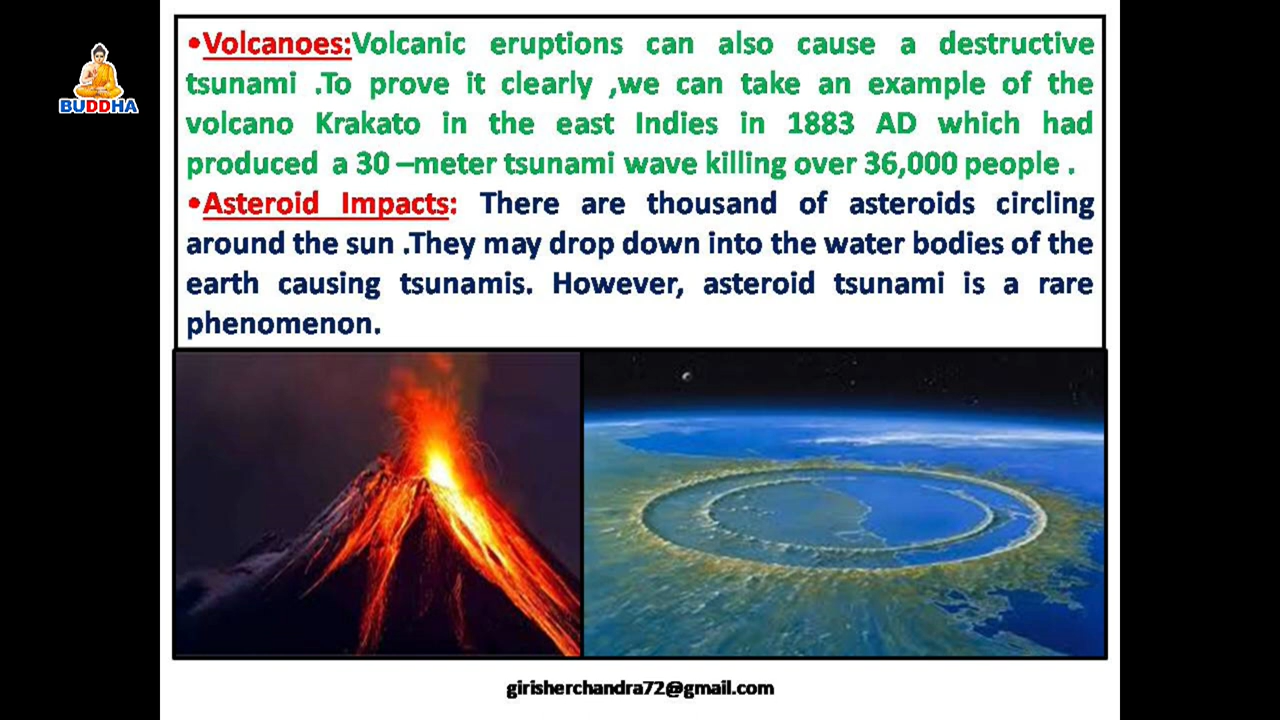 BUDDHA
•Volcanoes:Volcanic eruptions can also cause a destructive
tsunami .To prove it clearly ,we can take an example of the
volcano Krakato in the east Indies in 1883 AD which had
produced a 30 –meter tsunami wave killing over 36,000 people .
•Asteroid Impacts: There are thousand of asteroids circling
around the sun .They may drop down into the water bodies of the
earth causing tsunamis. However, asteroid tsunami is a rare
phenomenon.
girisherchandra72@gmail.com